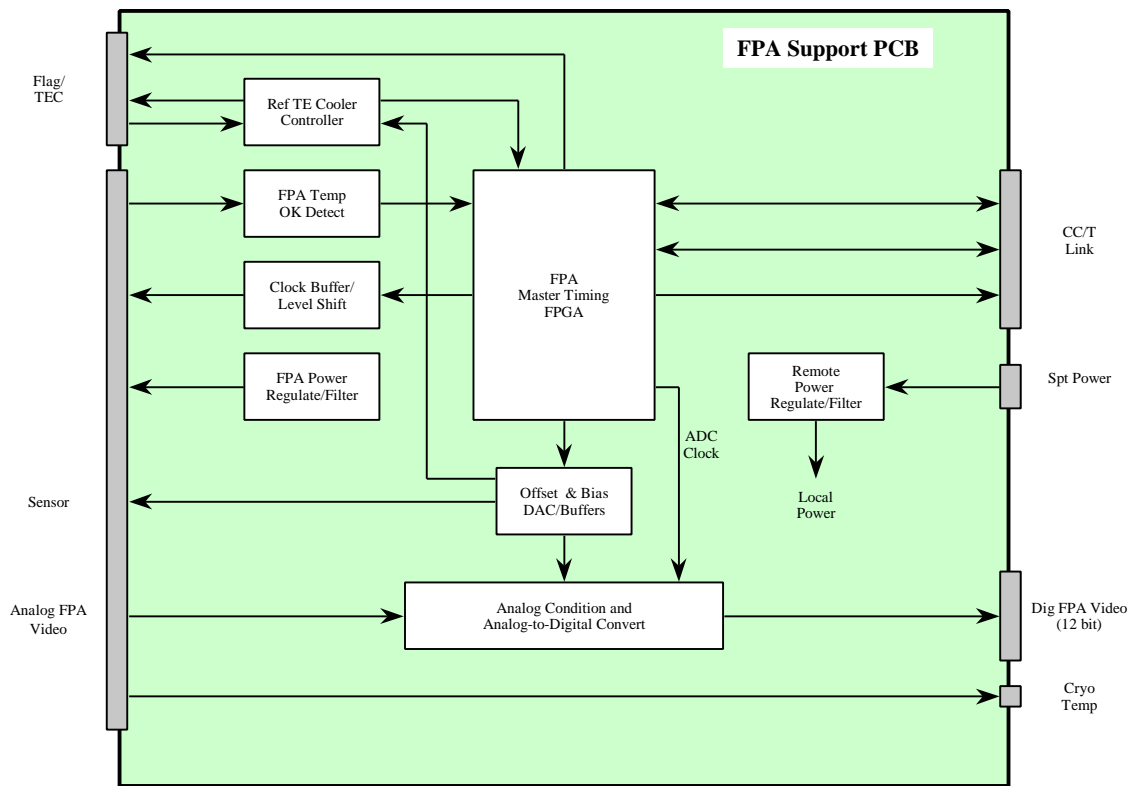 FPA Support PCB
Flag/
TEC
Ref TE Cooler
Controller
FPA Temp
OK Detect
FPA
Master Timing
FPGA
CC/T
Link
Clock Buffer/
Level Shift
FPA Power
Regulate/Filter
Remote
Power
Regulate/Filter
Spt Power
ADC
Clock
Local
Power
Sensor
Offset & Bias
DAC/Buffers
Analog FPA
Video
Analog Condition and
Analog-to-Digital Convert
Dig FPA Video
(12 bit)
Cryo
Temp